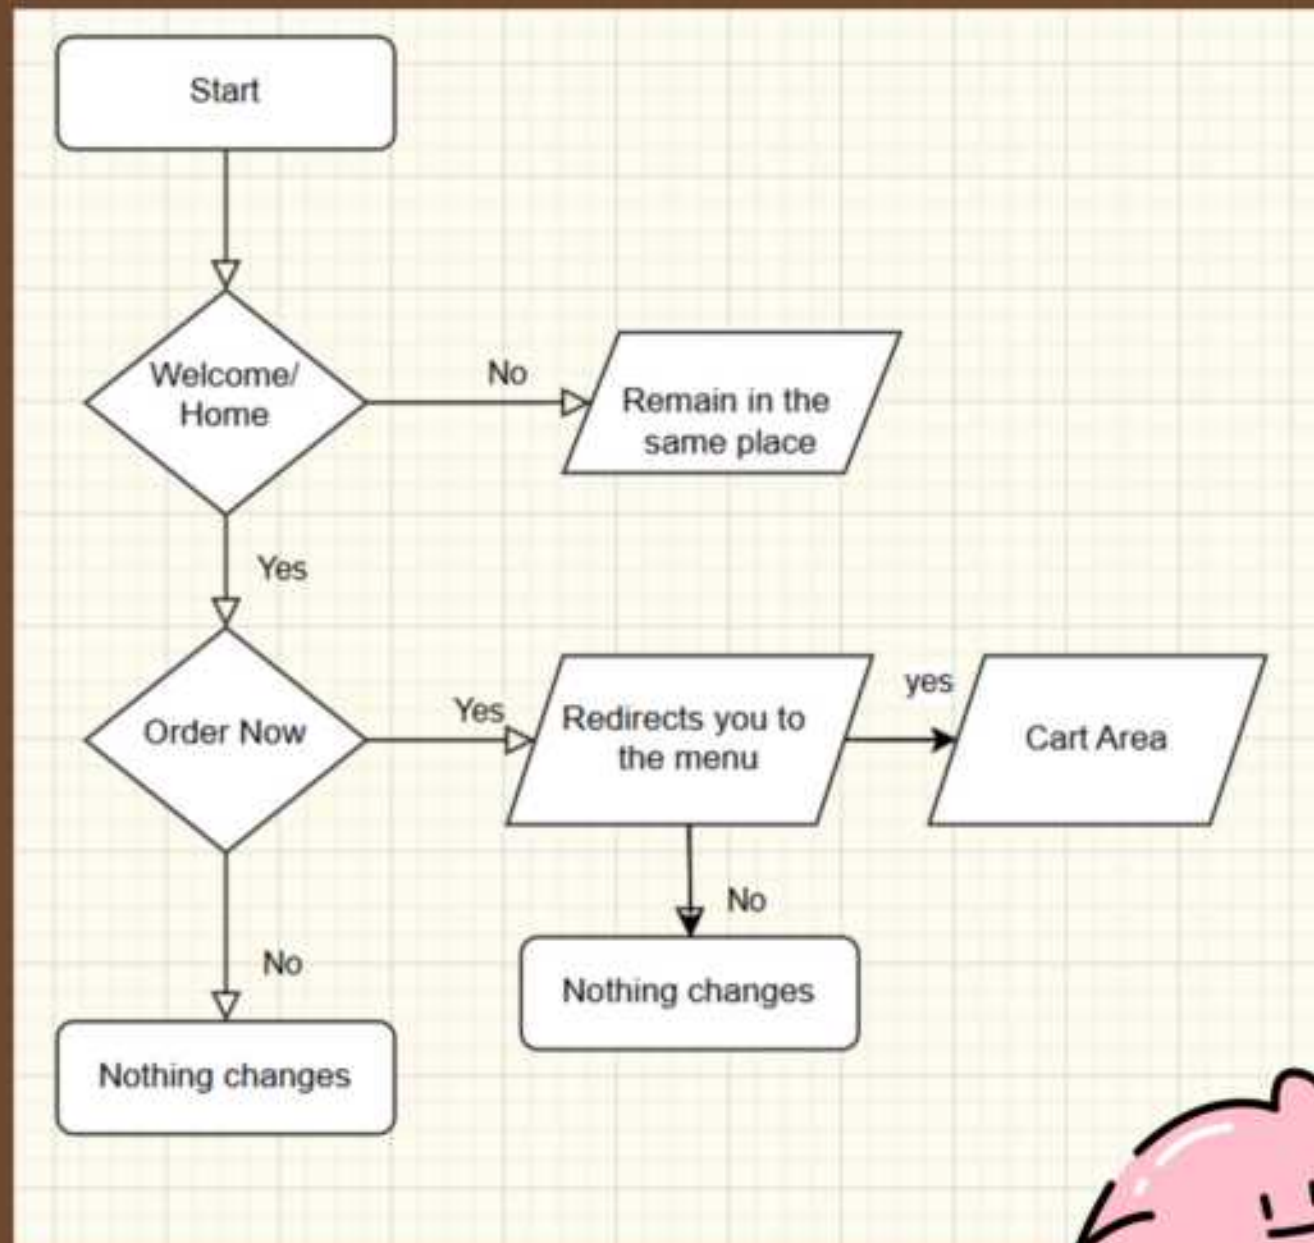 Start
Welcome/
Home
No
Remain in the
same place
Yes
Order Now
Yes
Redirects you to
the menu
yes
Cart Area
No
Nothing changes
No
Nothing changes